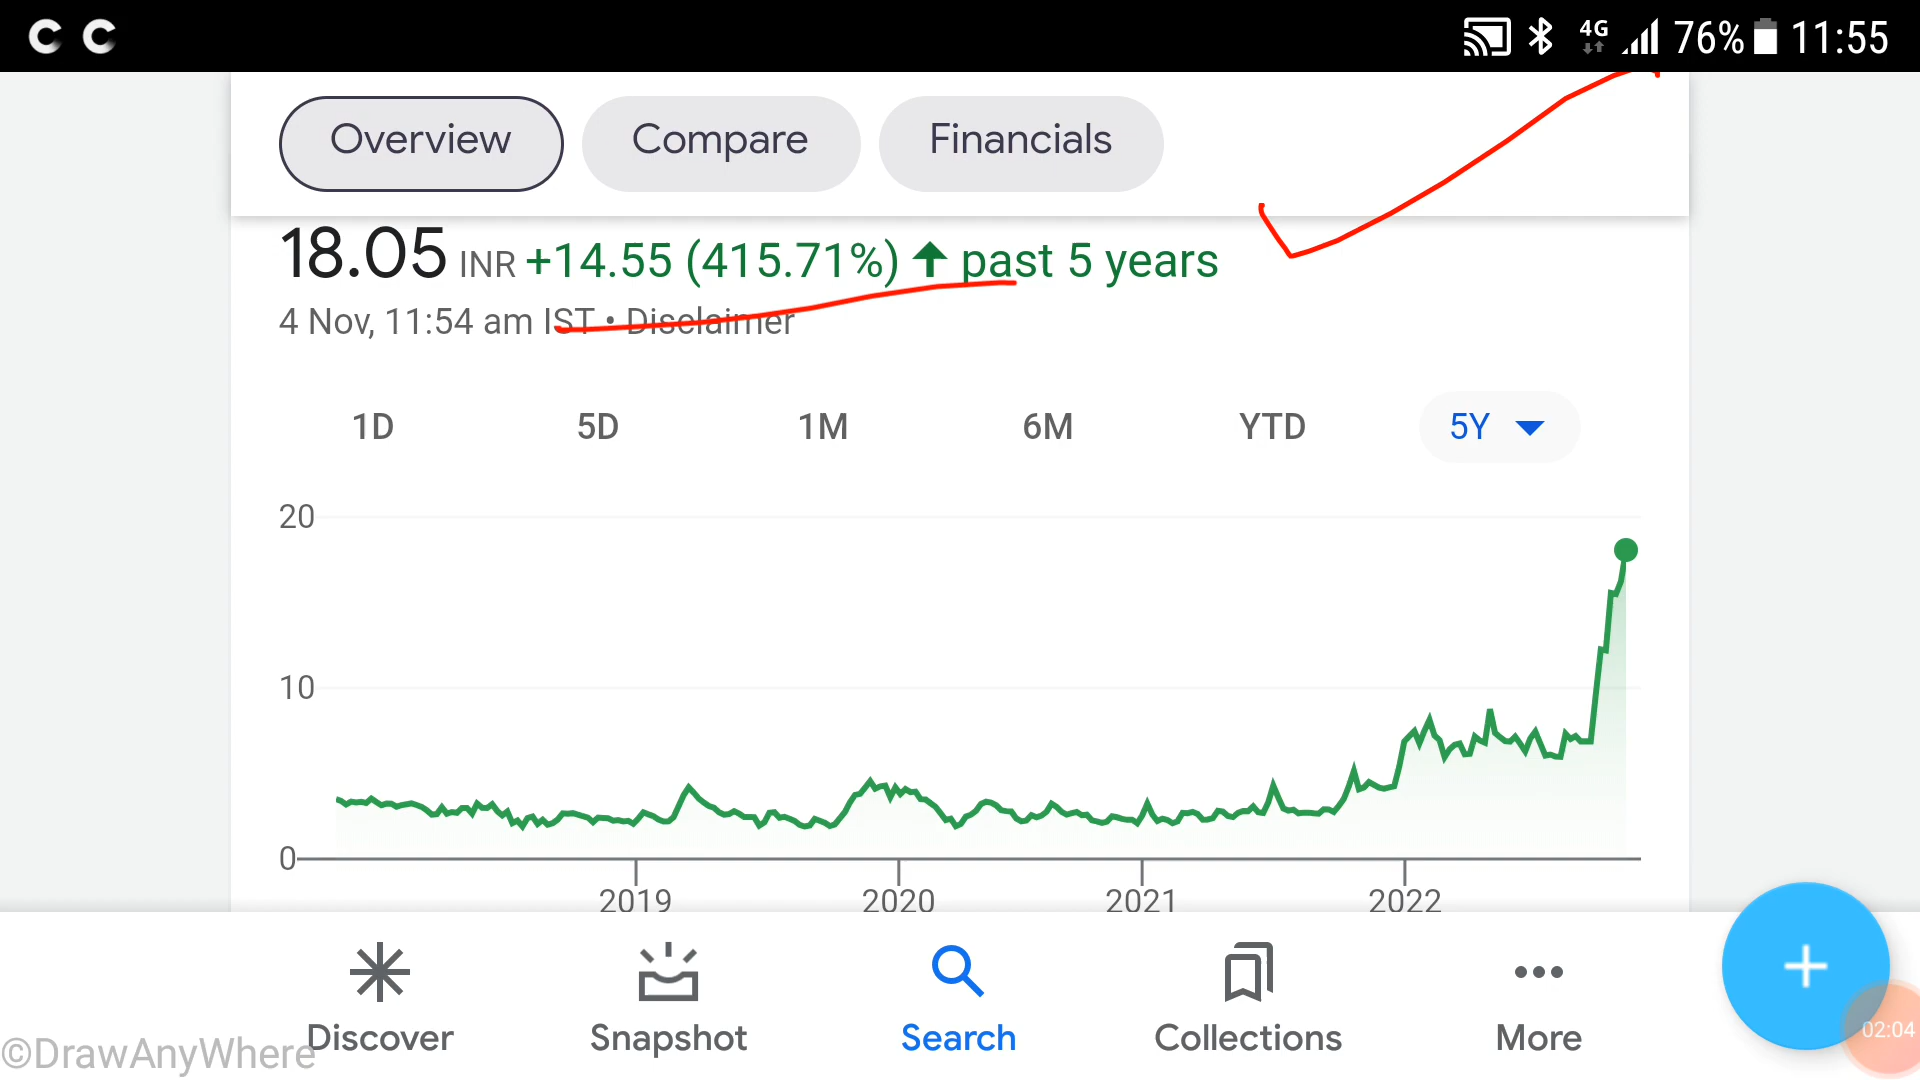 4G 76% 11:55
Overview Compare Financials
18.05 INR +14.55 (415.71%) past 5 years
4 Nov, 11:54 am IST • Disclaimer
1D 5D 1M 6M YTD 5Y
20
10
0
2019 2020 2021 2022
Discover Snapshot Search Collections More
02:04
©DrawAnyWhere